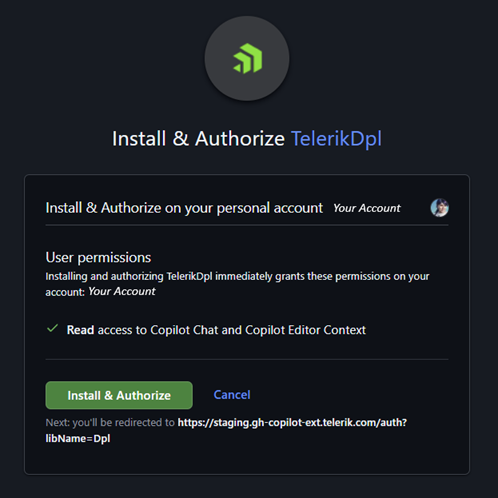 Install & Authorize TelerikDpl
Install & Authorize on your personal account Your Account
User permissions
Installing and authorizing TelerikDpl immediately grants these permissions on your
account: Your Account
Read access to Copilot Chat and Copilot Editor Context
Install & Authorize Cancel
Next: you'll be redirected to https://staging.gh-copilot-ext.telerik.com/auth?
libName=Dpl